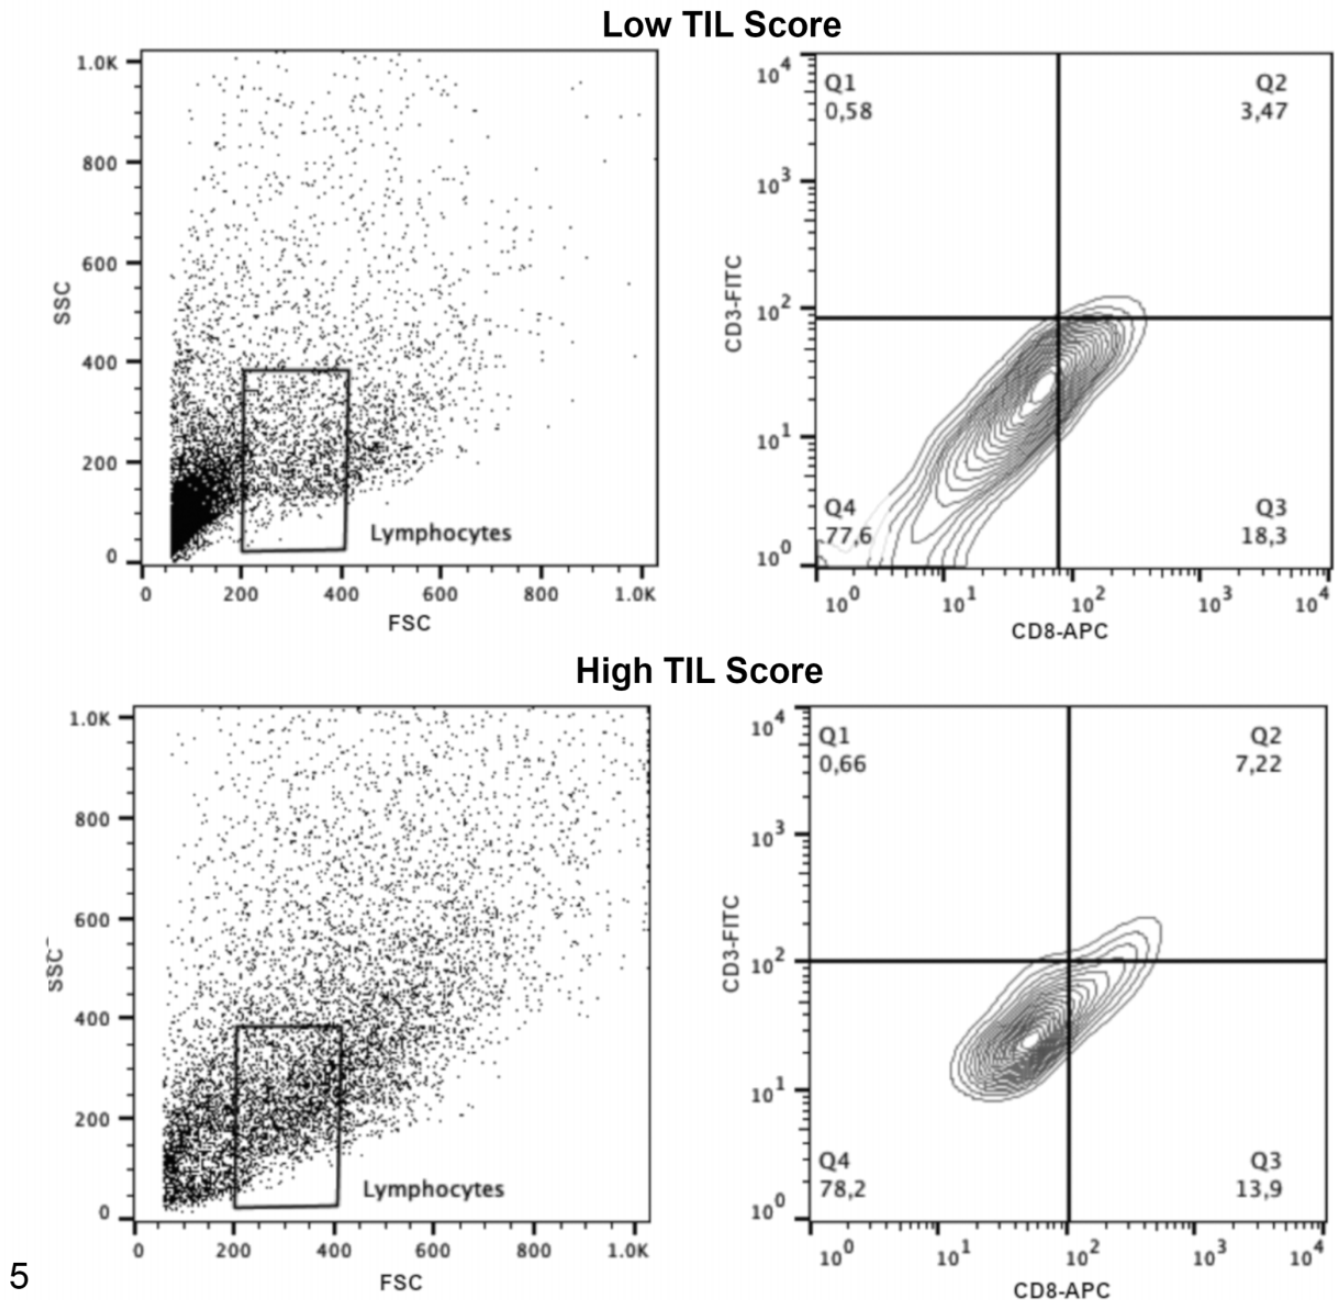 Low TIL Score
1.0K
800
600
400
200
0
SSC
0 200 400 600 800 1.0K
FSC
Lymphocytes
10^4
10^3
10^2
10^1
10^0
CD3-FITC
Q1
0,58
Q2
3,47
Q4
77,6
Q3
18,3
10^0 10^1 10^2 10^3 10^4
CD8-APC
High TIL Score
1.0K
800
600
400
200
0
SSC
0 200 400 600 800 1.0K
FSC
Lymphocytes
10^4
10^3
10^2
10^1
10^0
CD3-FITC
Q1
0,66
Q2
7,22
Q4
78,2
Q3
13,9
10^0 10^1 10^2 10^3 10^4
CD8-APC
5